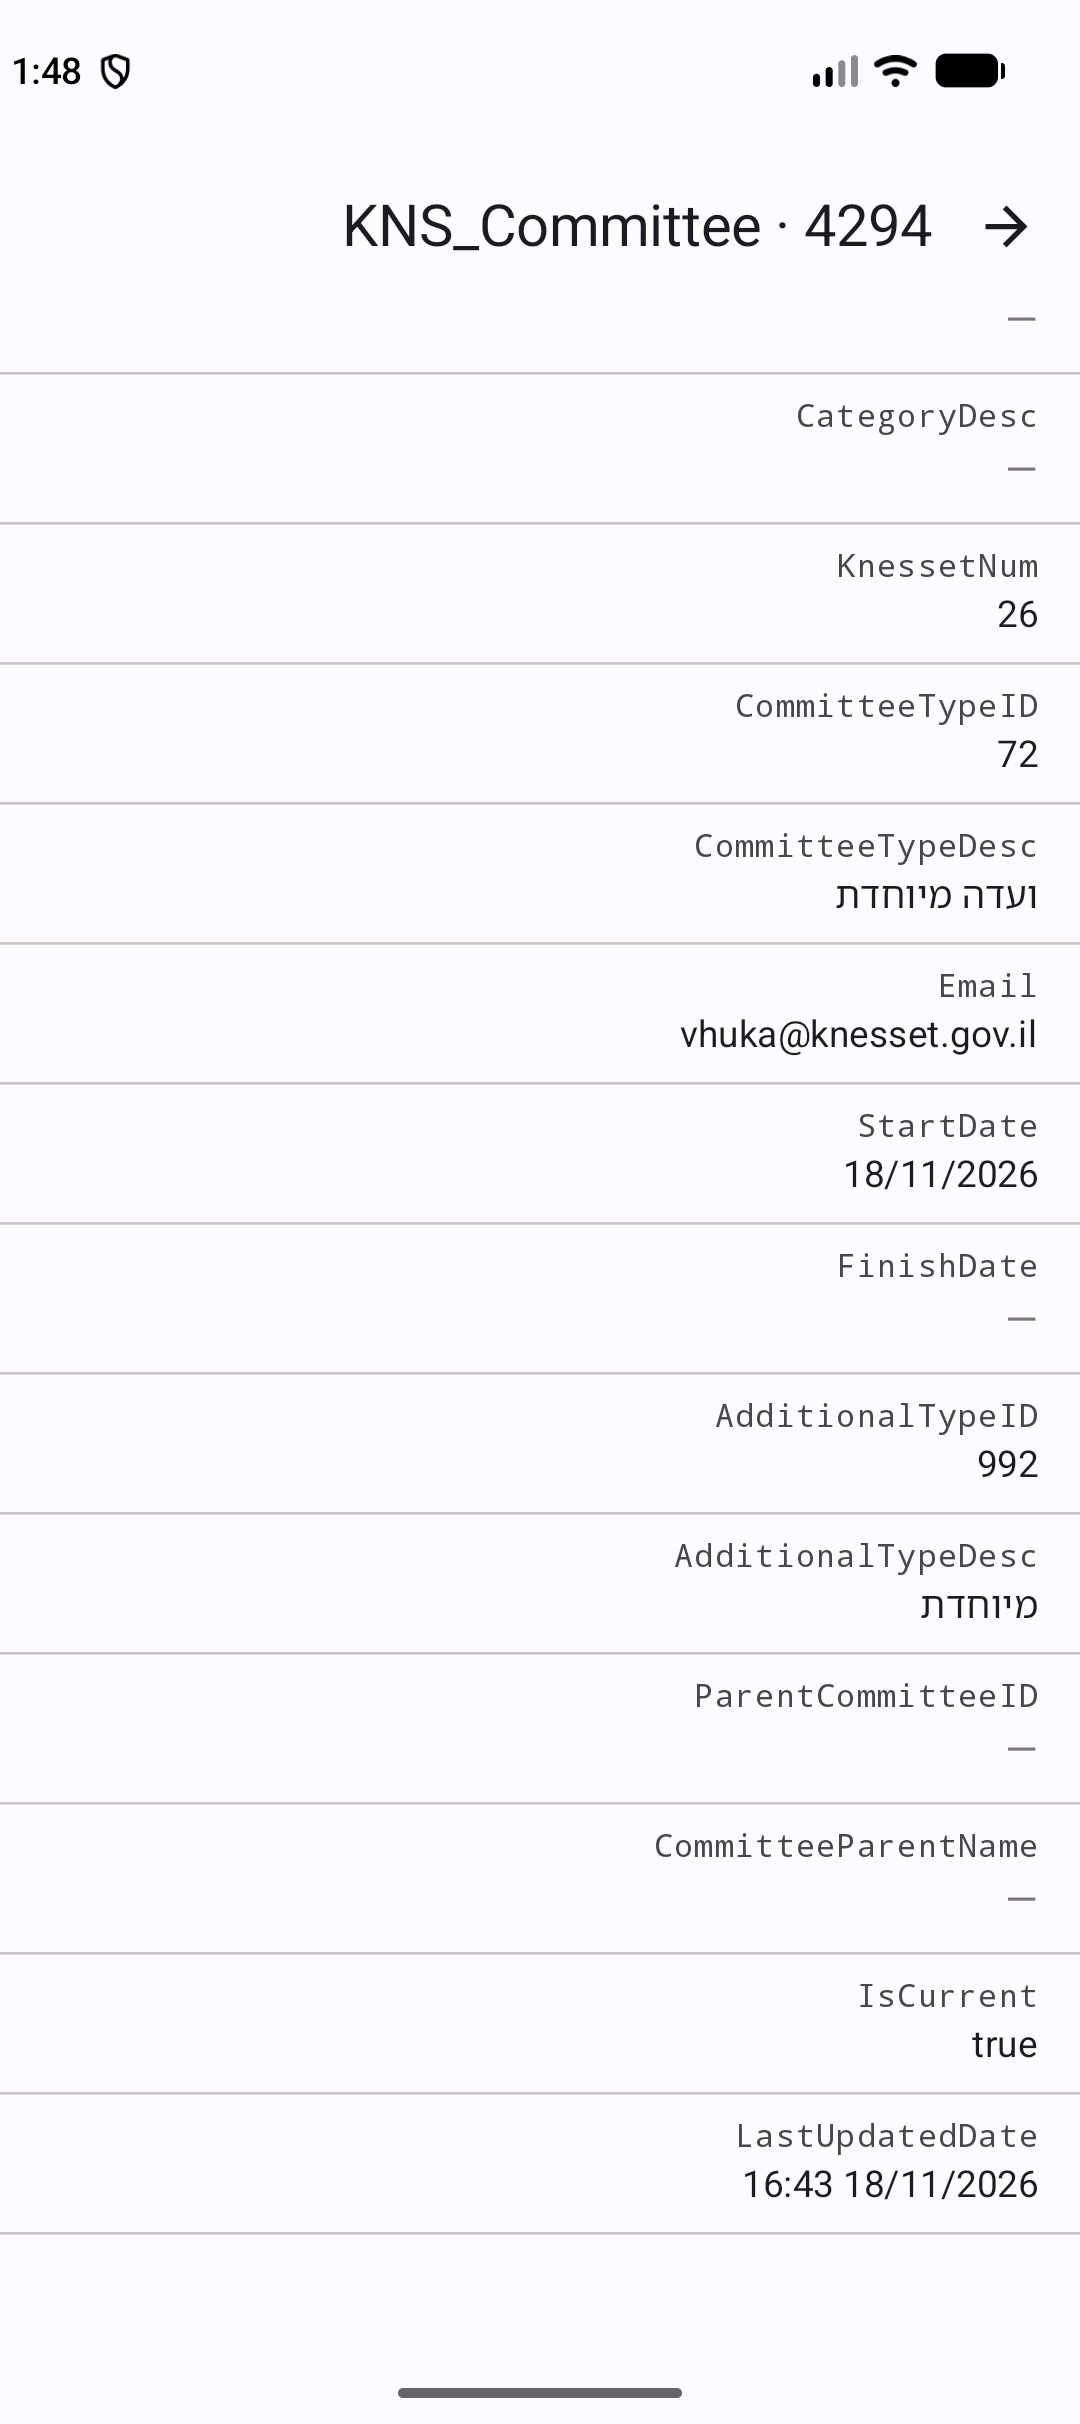 1:48
KNS_Committee · 4294
—
CategoryDesc
—
KnessetNum
26
CommitteeTypeID
72
CommitteeTypeDesc
ועדה מיוחדת
Email
vhuka@knesset.gov.il
StartDate
18/11/2026
FinishDate
—
AdditionalTypeID
992
AdditionalTypeDesc
מיוחדת
ParentCommitteeID
—
CommitteeParentName
—
IsCurrent
true
LastUpdatedDate
16:43 18/11/2026